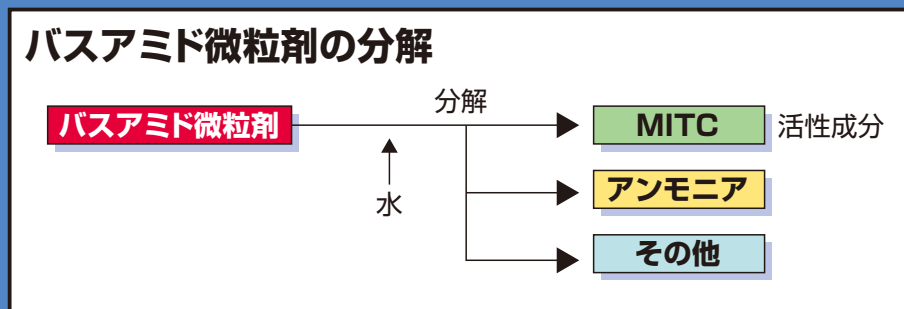 バスアミド微粒剤の分解
分解
バスアミド微粒剤
MITC
活性成分
水
アンモニア
その他